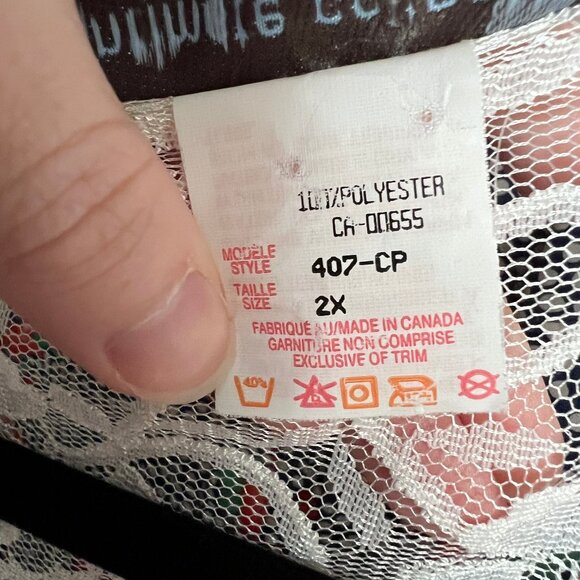 100%POLYESTER
CA-00655
MODÈLE
STYLE 407-CP
TAILLE
SIZE 2X
FABRIQUÉ AU/MADE IN CANADA
GARNITURE NON COMPRISE
EXCLUSIVE OF TRIM
40°